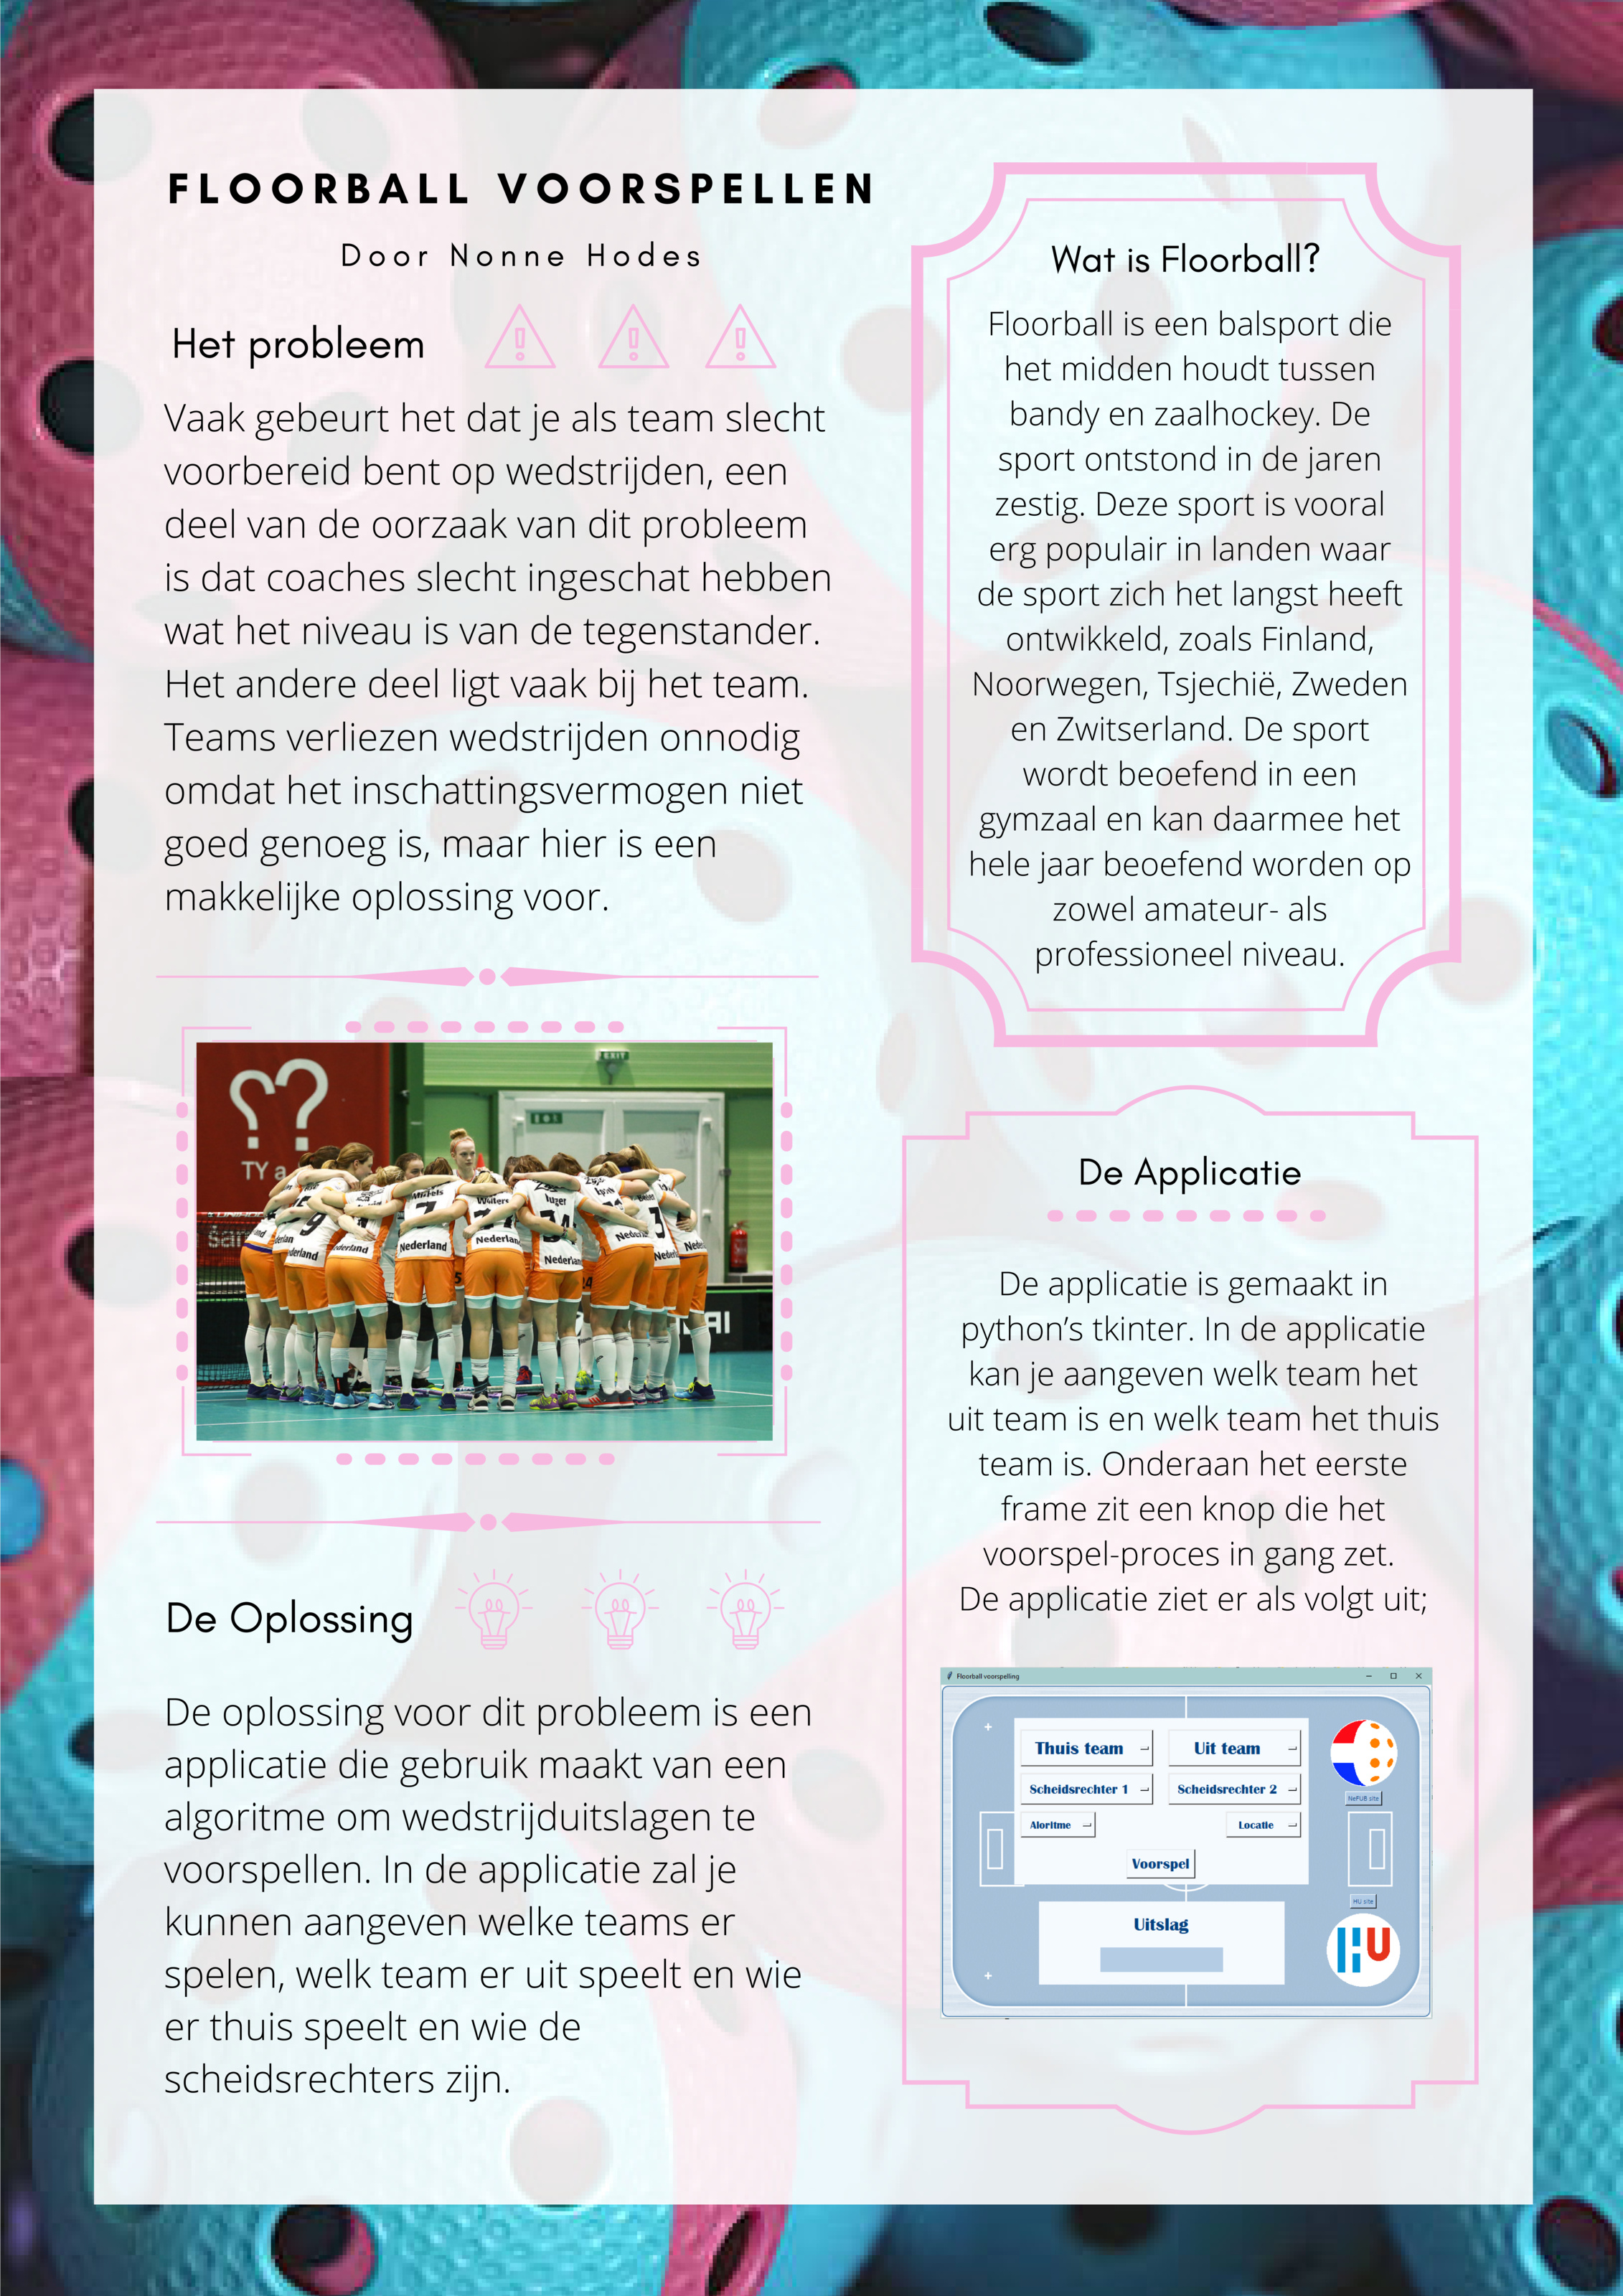 FLOORBALL VOORSPELLEN
Door Nonne Hodes
Het probleem
Vaak gebeurt het dat je als team slecht
voorbereid bent op wedstrijden, een
deel van de oorzaak van dit probleem
is dat coaches slecht ingeschat hebben
wat het niveau is van de tegenstander.
Het andere deel ligt vaak bij het team.
Teams verliezen wedstrijden onnodig
omdat het inschattingsvermogen niet
goed genoeg is, maar hier is een
makkelijke oplossing voor.
EXIT
TY a
9
7
34
3
Nederland
Nederland
Nederland
De Oplossing
De oplossing voor dit probleem is een
applicatie die gebruik maakt van een
algoritme om wedstrijduitslagen te
voorspellen. In de applicatie zal je
kunnen aangeven welke teams er
spelen, welk team er uit speelt en wie
er thuis speelt en wie de
scheidsrechters zijn.
Wat is Floorball?
Floorball is een balsport die
het midden houdt tussen
bandy en zaalhockey. De
sport ontstond in de jaren
zestig. Deze sport is vooral
erg populair in landen waar
de sport zich het langst heeft
ontwikkeld, zoals Finland,
Noorwegen, Tsjechië, Zweden
en Zwitserland. De sport
wordt beoefend in een
gymzaal en kan daarmee het
hele jaar beoefend worden op
zowel amateur- als
professioneel niveau.
De Applicatie
De applicatie is gemaakt in
python's tkinter. In de applicatie
kan je aangeven welk team het
uit team is en welk team het thuis
team is. Onderaan het eerste
frame zit een knop die het
voorspel-proces in gang zet.
De applicatie ziet er als volgt uit;
Floorball voorspelling
Thuis team
Uit team
Scheidsrechter 1
Scheidsrechter 2
Aloritme
Locatie
Voorspel
Uitslag
NeFUB site
HU site
HU